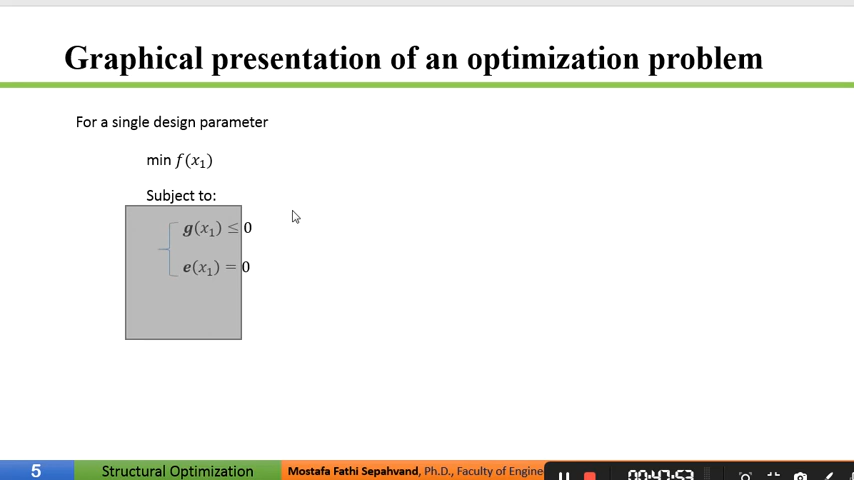 Graphical presentation of an optimization problem
For a single design parameter
min f(x₁)
Subject to:
g(x₁) ≤ 0
e(x₁) = 0
5
Structural Optimization
Mostafa Fathi Sepahvand, Ph.D., Faculty of Engine
00:47:53